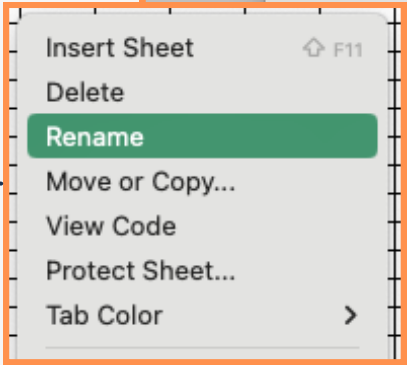 Insert Sheet ⇧ F11
Delete
Rename
Move or Copy...
View Code
Protect Sheet...
Tab Color